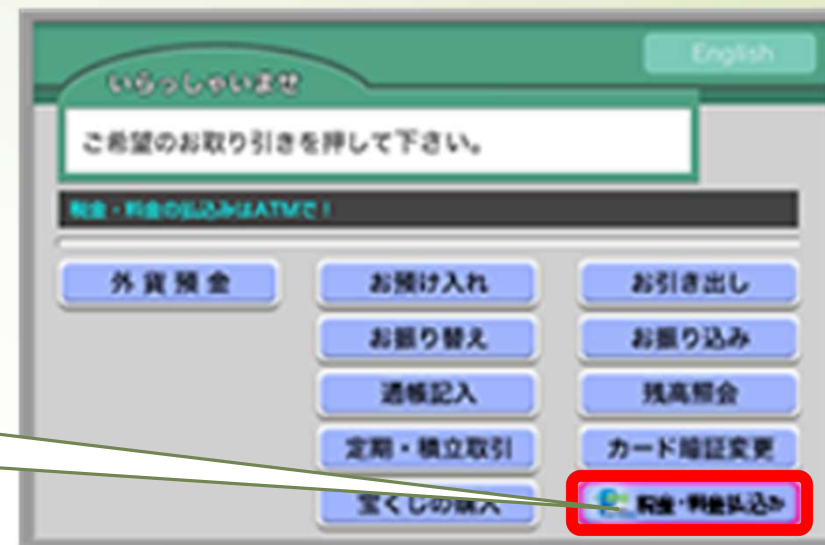 English
いらっしゃいませ
ご希望のお取り引きを押して下さい。
税金・料金の払込みはATMで！
外貨預金
お預け入れ
お引き出し
お振り替え
お振り込み
通帳記入
残高照会
定期・積立取引
カード暗証変更
宝くじの購入
税金・料金払込み